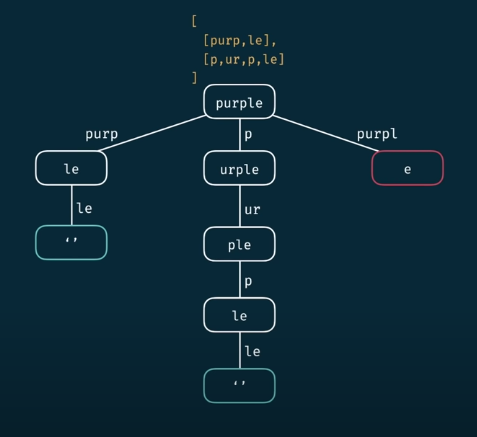 [
[purp,le],
[p,ur,p,le]
]
purple
purp p purpl
le urple e
le ur
‘’ ple
p
le
le
‘’